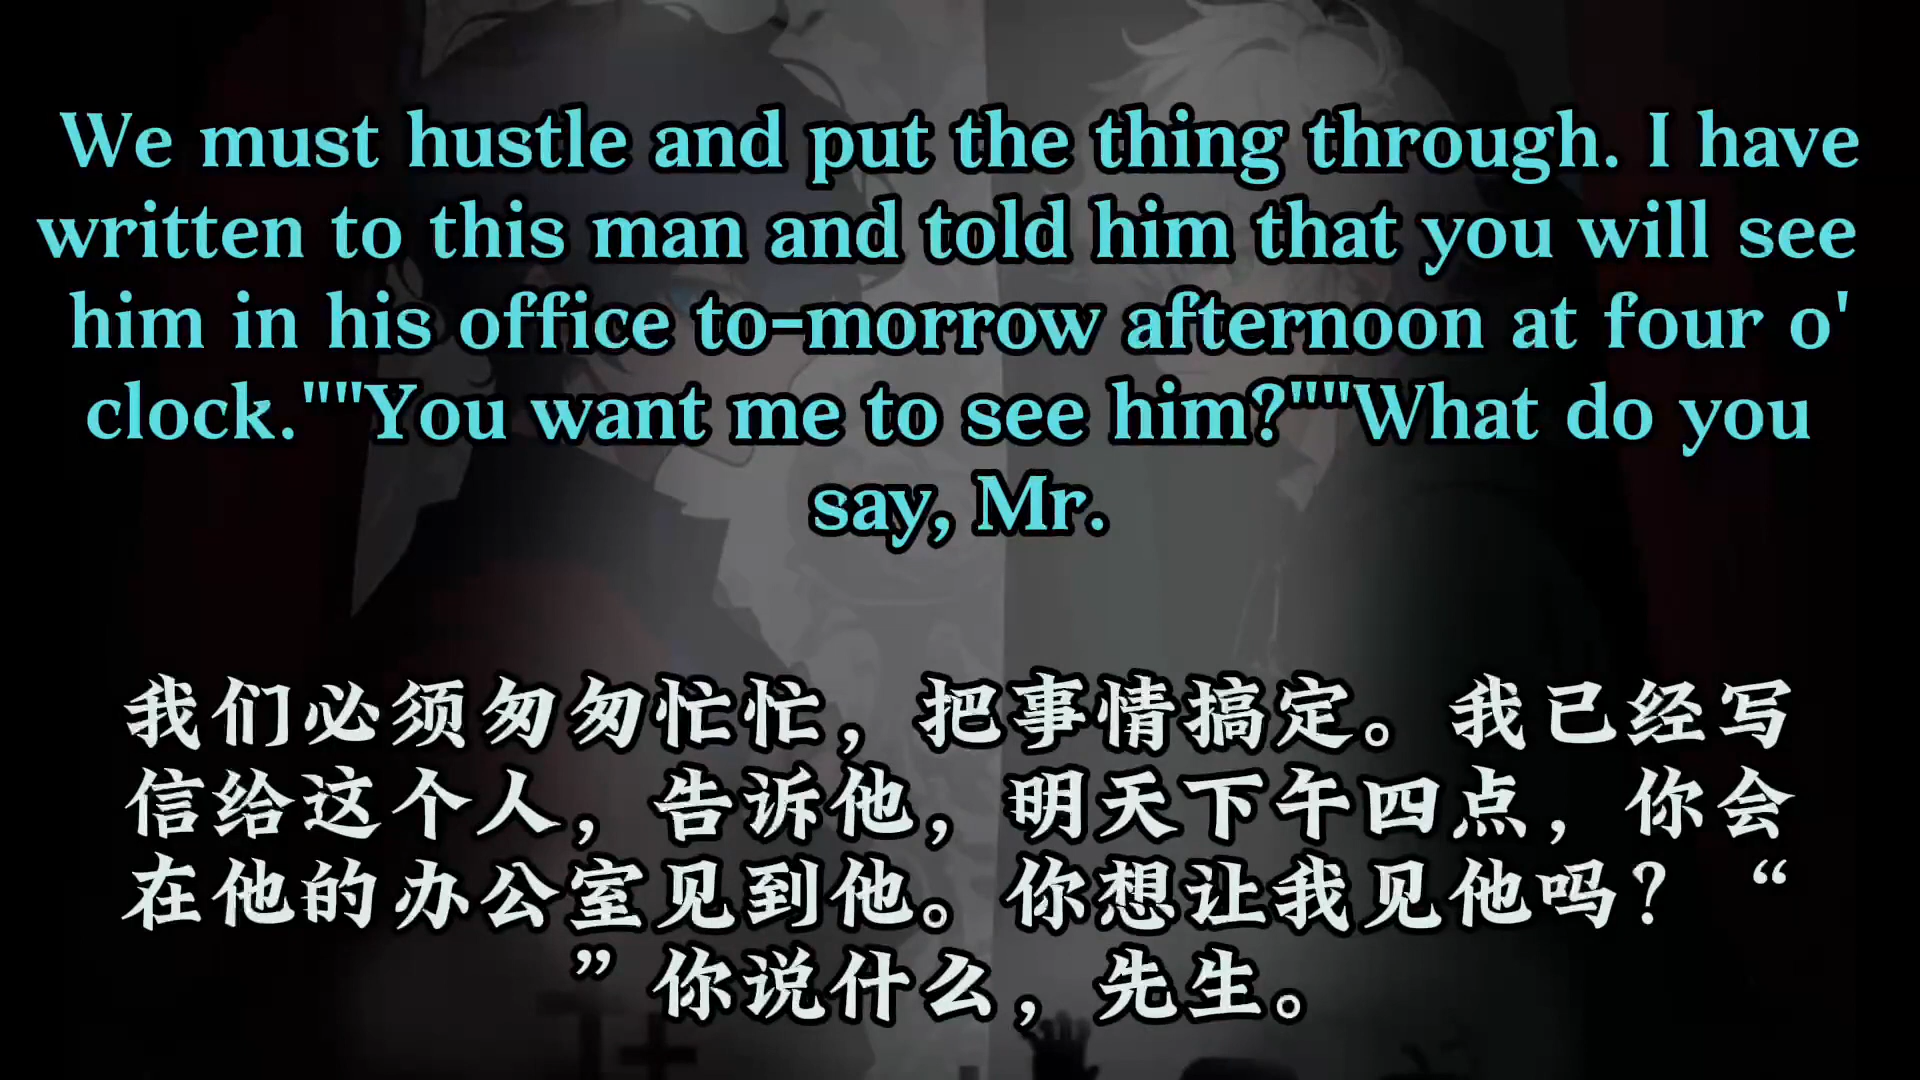 We must hustle and put the thing through. I have
written to this man and told him that you will see
him in his office to-morrow afternoon at four o'
clock.""You want me to see him?""What do you
say, Mr.
我们必须匆匆忙忙，把事情搞定。我已经写
信给这个人，告诉他，明天下午四点，你会
在他的办公室见到他。你想让我见他吗？“
”你说什么，先生。